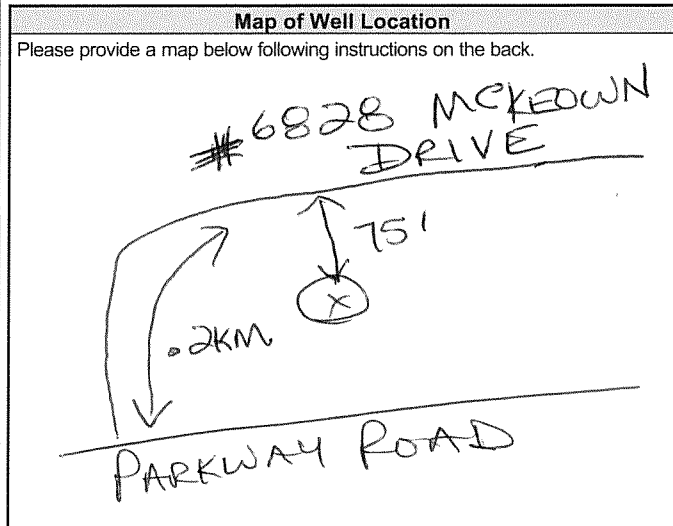 Map of Well Location
Please provide a map below following instructions on the back.
#6828 MCKEOWN
DRIVE
75'
X
.2KM
PARKWAY ROAD